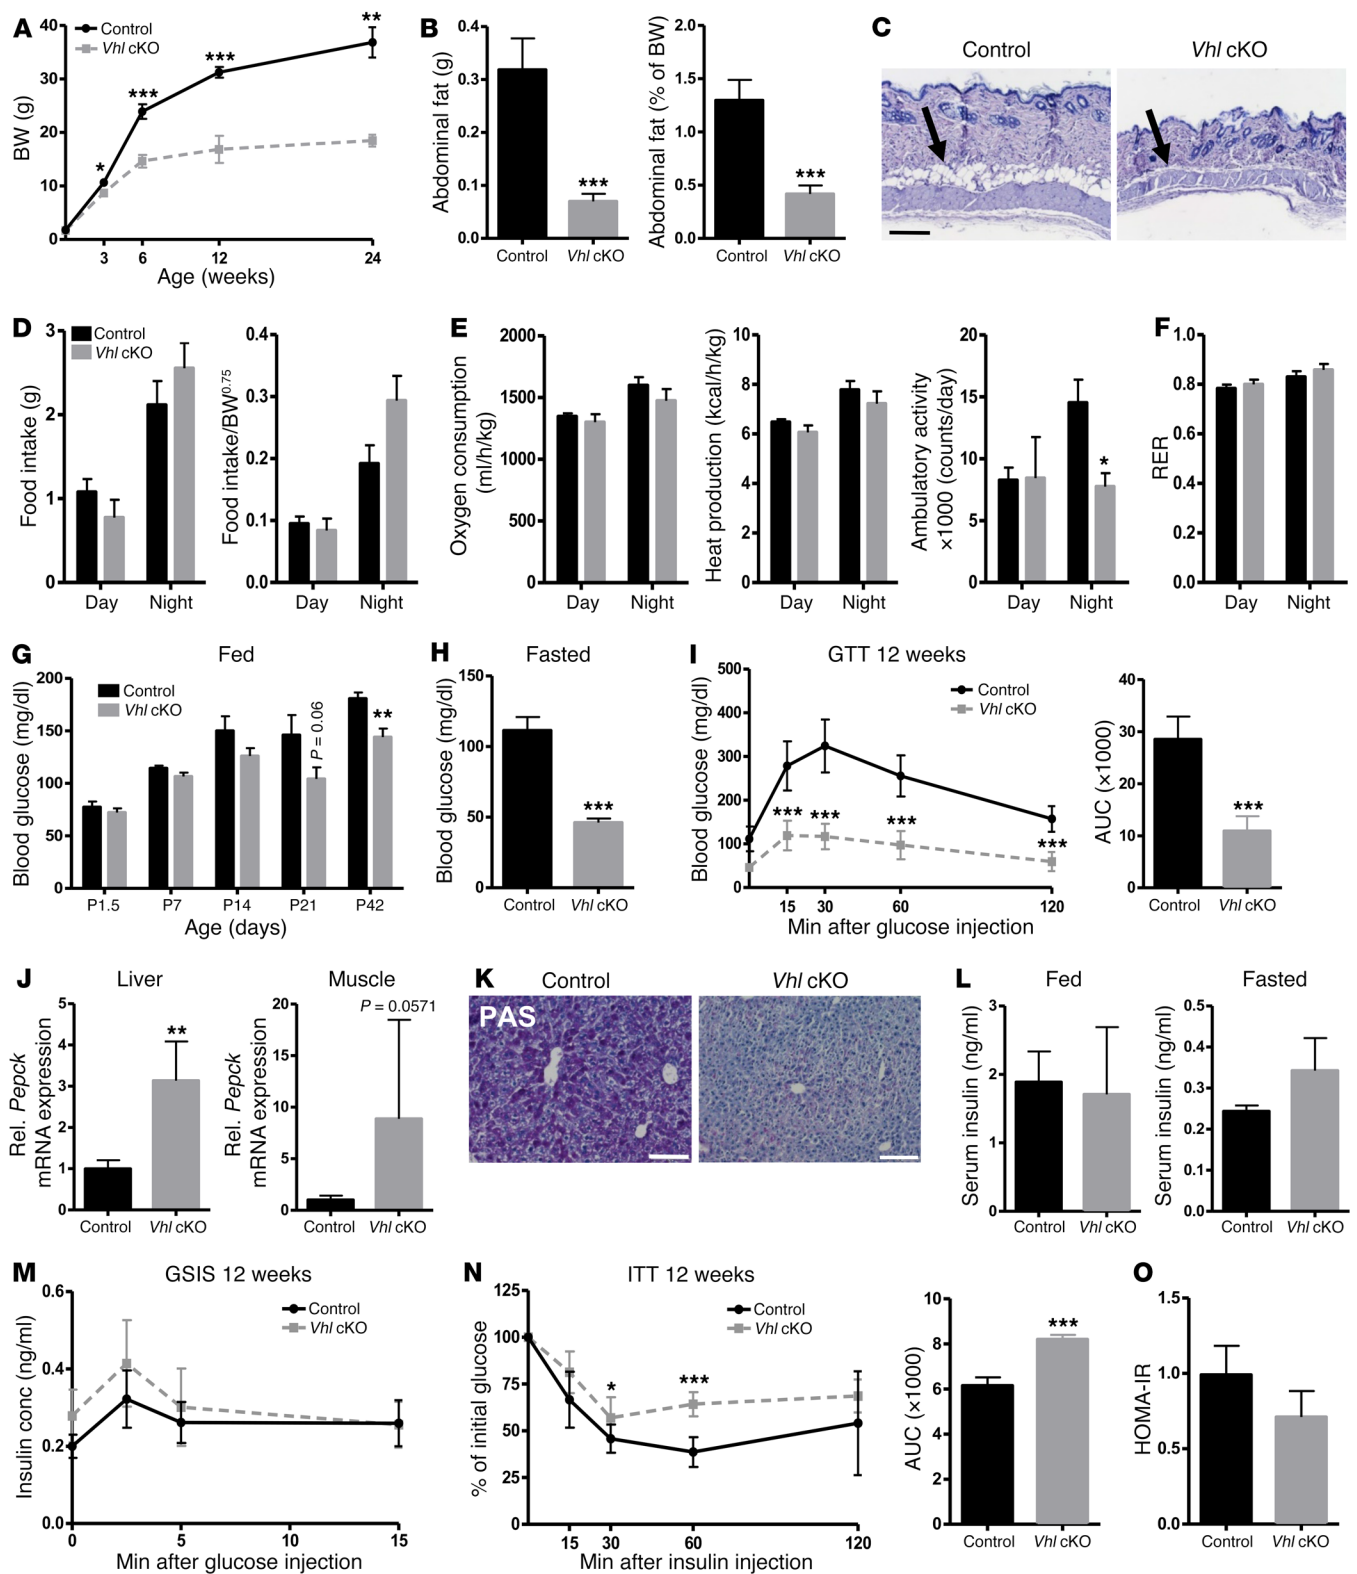 A
Control
Vhl cKO
BW (g)
40
30
20
10
0
*
***
***
**
3
6
12
24
Age (weeks)
B
Abdominal fat (g)
0.4
0.3
0.2
0.1
0.0
***
Control
Vhl cKO
Abdominal fat (% of BW)
2.0
1.5
1.0
0.5
0.0
***
Control
Vhl cKO
C
Control
Vhl cKO
D
Control
Vhl cKO
Food intake (g)
3
2
1
0
Day
Night
Food intake/BW0.75
0.4
0.3
0.2
0.1
0.0
Day
Night
E
Oxygen consumption
(ml/h/kg)
2000
1500
1000
500
0
Day
Night
Heat production (kcal/h/kg)
10
8
6
4
2
0
Day
Night
Ambulatory activity
×1000 (counts/day)
20
15
10
5
0
*
Day
Night
F
RER
1.0
0.8
0.6
0.4
0.2
0.0
Day
Night
G
Fed
Control
Vhl cKO
Blood glucose (mg/dl)
200
150
100
50
0
P = 0.06
**
P1.5
P7
P14
P21
P42
Age (days)
H
Fasted
Blood glucose (mg/dl)
150
100
50
0
***
Control
Vhl cKO
I
GTT 12 weeks
Control
Vhl cKO
Blood glucose (mg/dl)
500
400
300
200
100
0
***
***
***
***
15
30
60
120
Min after glucose injection
AUC (×1000)
40
30
20
10
0
***
Control
Vhl cKO
J
Liver
Rel. Pepck
mRNA expression
5
4
3
2
1
0
**
Control
Vhl cKO
Muscle
Rel. Pepck
mRNA expression
20
15
10
5
0
P = 0.0571
Control
Vhl cKO
K
Control
Vhl cKO
PAS
L
Fed
Serum insulin (ng/ml)
3
2
1
0
Control
Vhl cKO
Fasted
Serum insulin (ng/ml)
0.5
0.4
0.3
0.2
0.1
0.0
Control
Vhl cKO
M
GSIS 12 weeks
Control
Vhl cKO
Insulin conc (ng/ml)
0.6
0.4
0.2
0.0
0
5
10
15
Min after glucose injection
N
ITT 12 weeks
Control
Vhl cKO
% of initial glucose
125
100
75
50
25
0
*
***
15
30
60
120
Min after insulin injection
AUC (×1000)
10
8
6
4
2
0
***
Control
Vhl cKO
O
HOMA-IR
1.5
1.0
0.5
0.0
Control
Vhl cKO